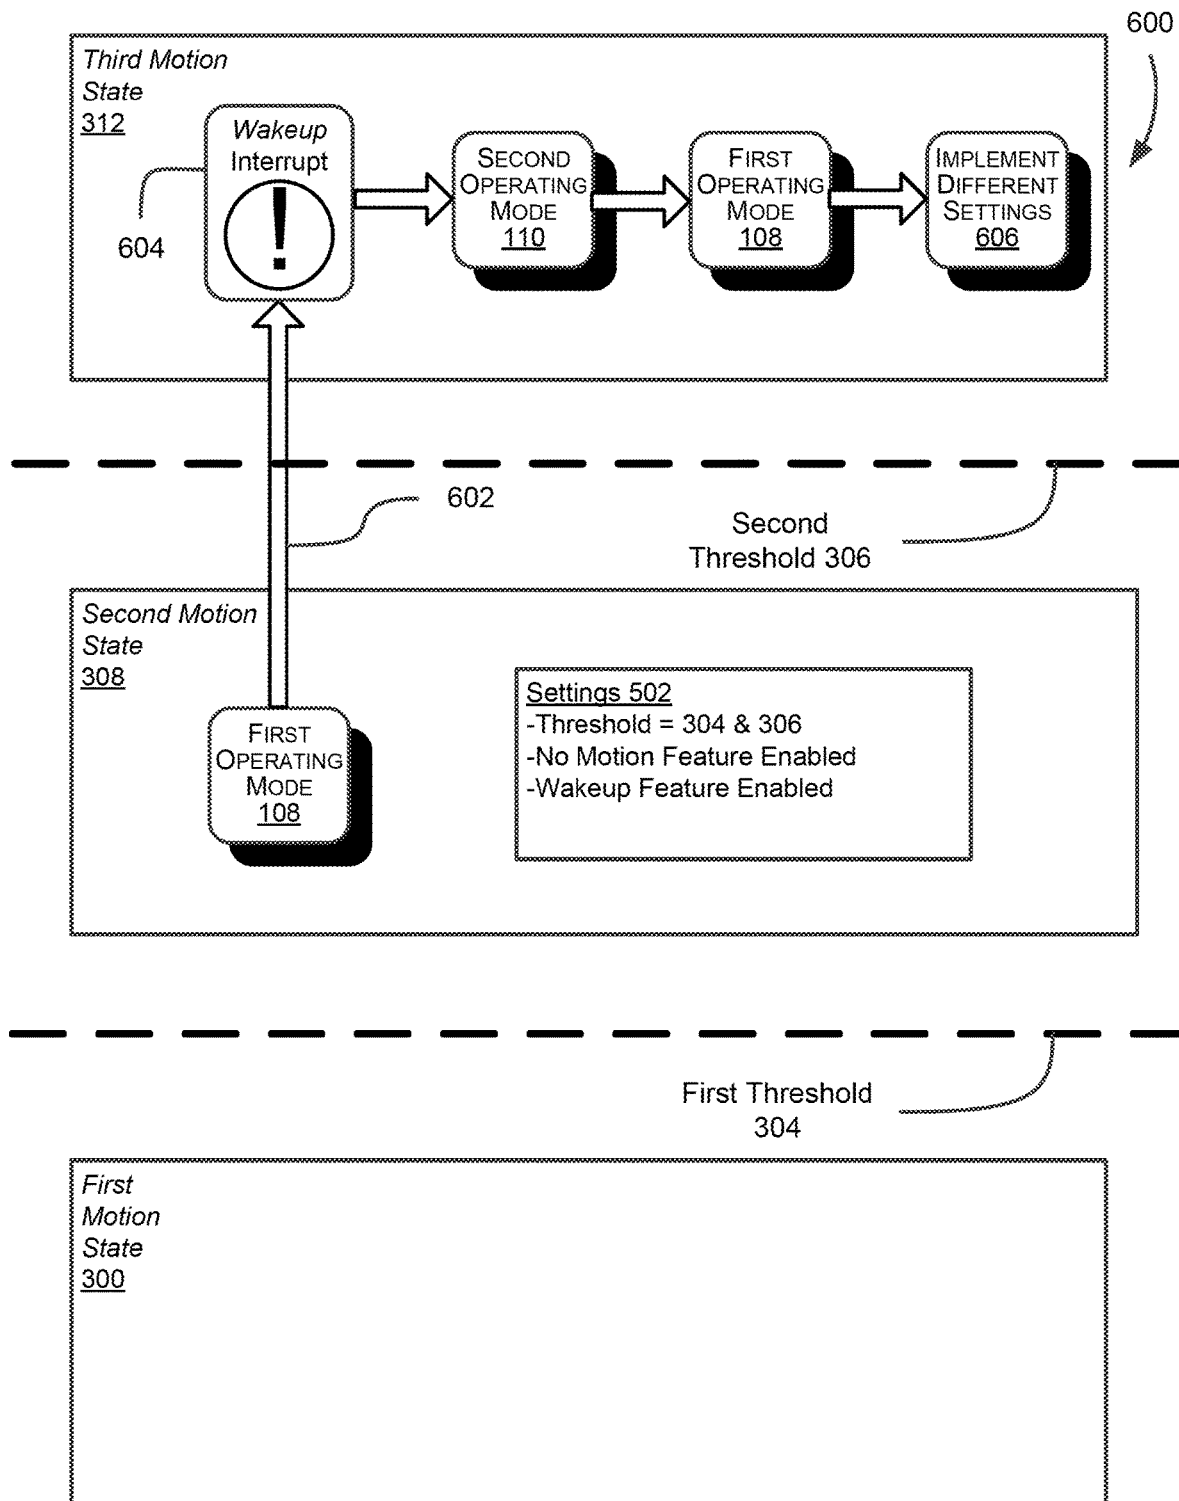 600
Third Motion
State
312
Wakeup
Interrupt
!
604
SECOND
OPERATING
MODE
110
FIRST
OPERATING
MODE
108
IMPLEMENT
DIFFERENT
SETTINGS
606
602
Second
Threshold 306
Second Motion
State
308
FIRST
OPERATING
MODE
108
Settings 502
-Threshold = 304 & 306
-No Motion Feature Enabled
-Wakeup Feature Enabled
First Threshold
304
First
Motion
State
300